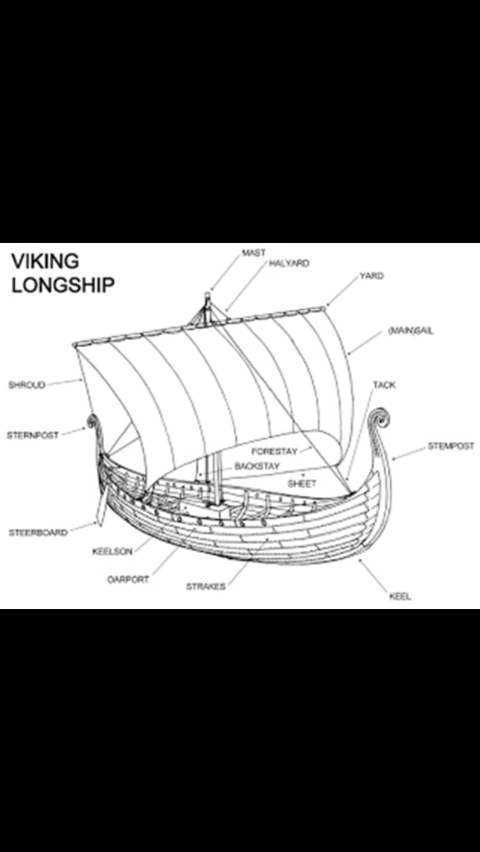 VIKING
LONGSHIP
MAST
HALYARD
YARD
(MAIN)SAIL
SHROUD
TACK
STERNPOST
STEMPOST
FORESTAY
BACKSTAY
SHEET
STEERBOARD
KEELSON
OARPORT
STRAKES
KEEL